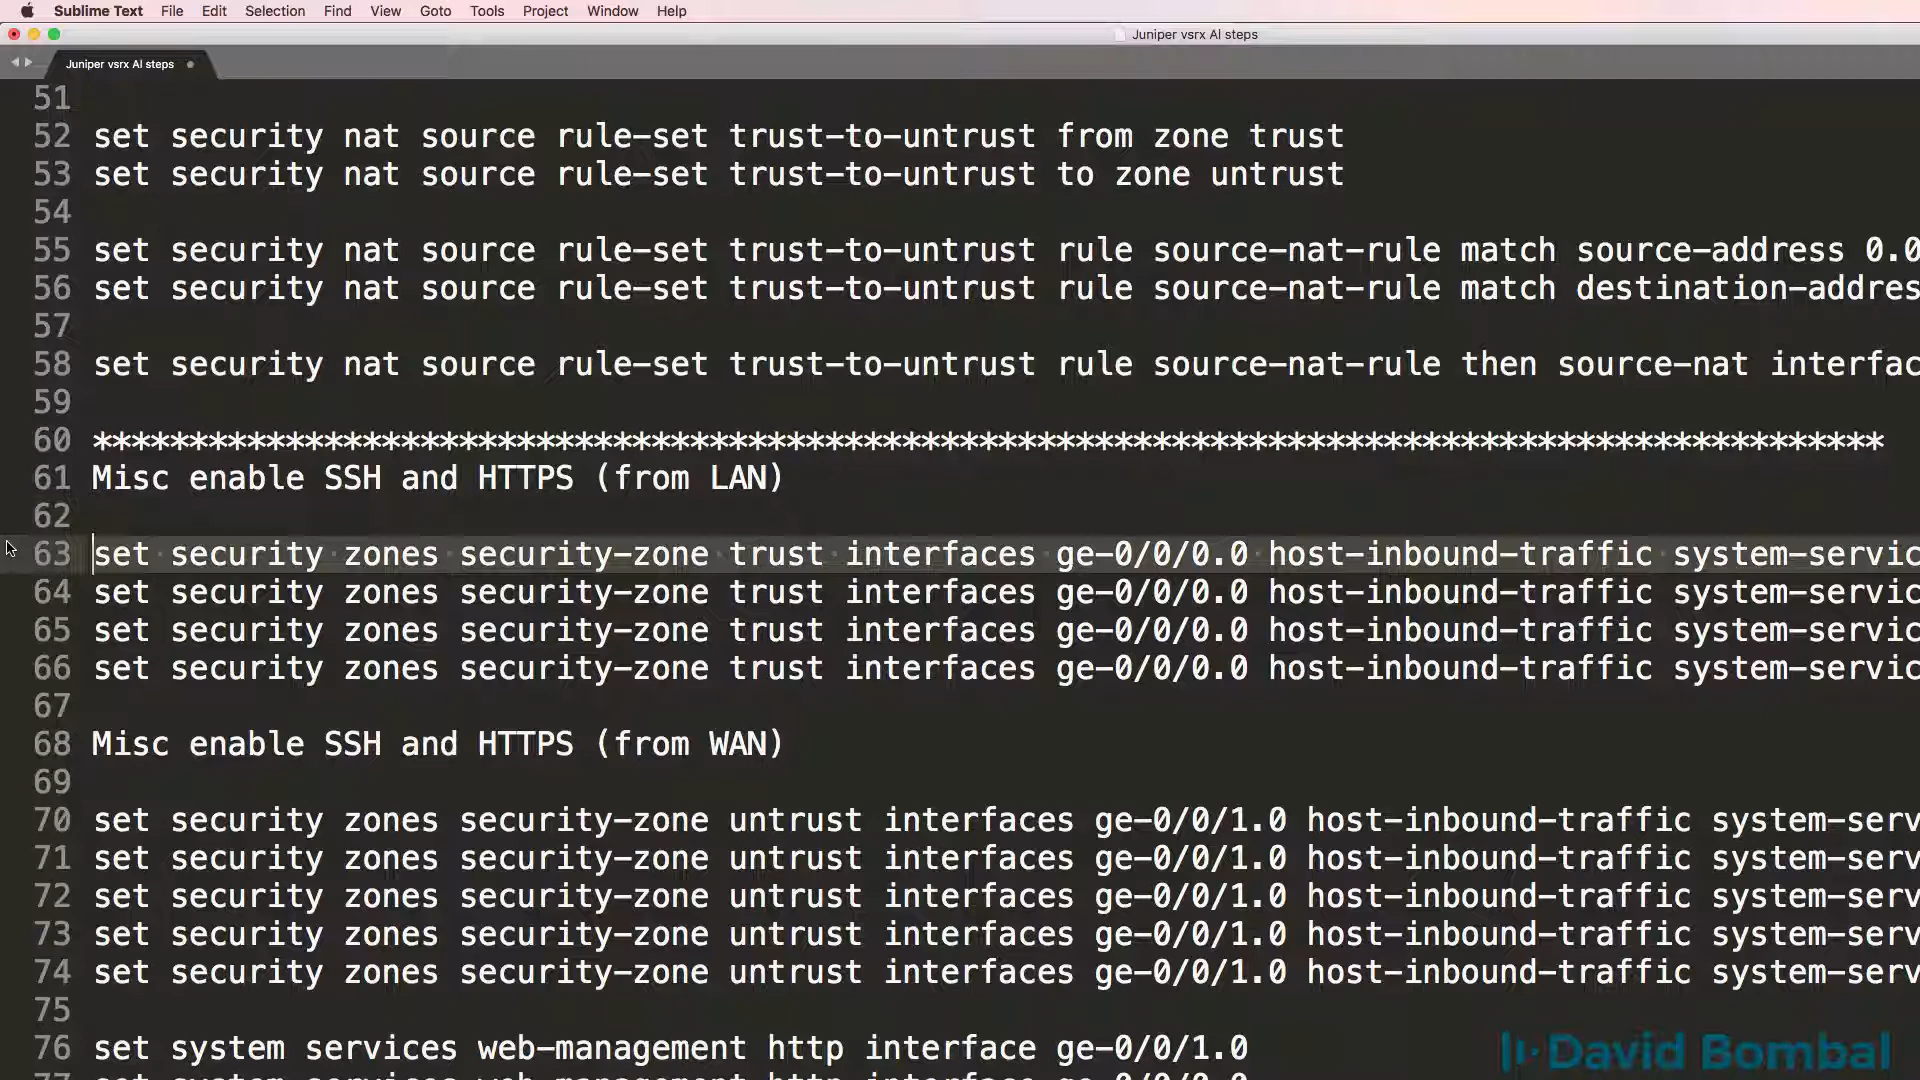 Sublime Text File Edit Selection Find View Goto Tools Project Window Help
Juniper vsrx AI steps
Juniper vsrx AI steps
51
52 set security nat source rule-set trust-to-untrust from zone trust
53 set security nat source rule-set trust-to-untrust to zone untrust
54
55 set security nat source rule-set trust-to-untrust rule source-nat-rule match source-address 0.0
56 set security nat source rule-set trust-to-untrust rule source-nat-rule match destination-addres
57
58 set security nat source rule-set trust-to-untrust rule source-nat-rule then source-nat interfac
59
60 *********************************************************************************************
61 Misc enable SSH and HTTPS (from LAN)
62
63 set security zones security-zone trust interfaces ge-0/0/0.0 host-inbound-traffic system-servic
64 set security zones security-zone trust interfaces ge-0/0/0.0 host-inbound-traffic system-servic
65 set security zones security-zone trust interfaces ge-0/0/0.0 host-inbound-traffic system-servic
66 set security zones security-zone trust interfaces ge-0/0/0.0 host-inbound-traffic system-servic
67
68 Misc enable SSH and HTTPS (from WAN)
69
70 set security zones security-zone untrust interfaces ge-0/0/1.0 host-inbound-traffic system-serv
71 set security zones security-zone untrust interfaces ge-0/0/1.0 host-inbound-traffic system-serv
72 set security zones security-zone untrust interfaces ge-0/0/1.0 host-inbound-traffic system-serv
73 set security zones security-zone untrust interfaces ge-0/0/1.0 host-inbound-traffic system-serv
74 set security zones security-zone untrust interfaces ge-0/0/1.0 host-inbound-traffic system-serv
75
76 set system services web-management http interface ge-0/0/1.0
David Bombal